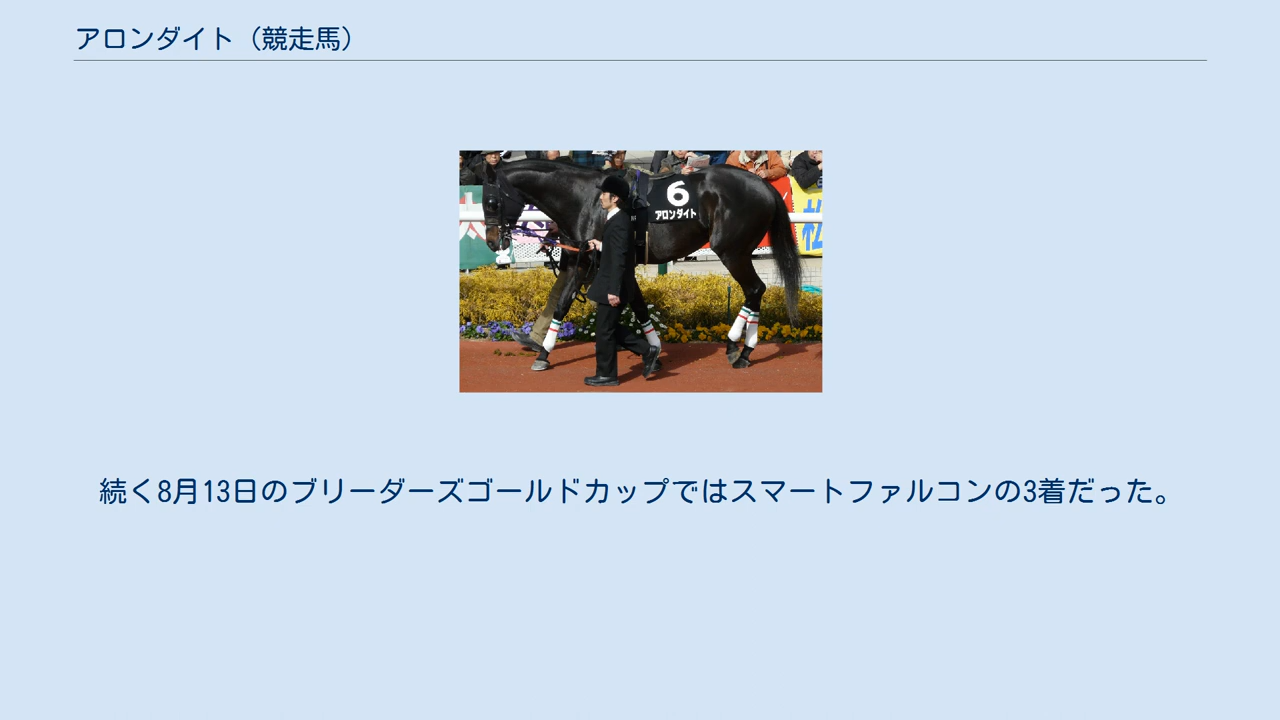 アロンダイト（競走馬）
6
アロンダイト
続く8月13日のブリーダーズゴールドカップではスマートファルコンの3着だった。